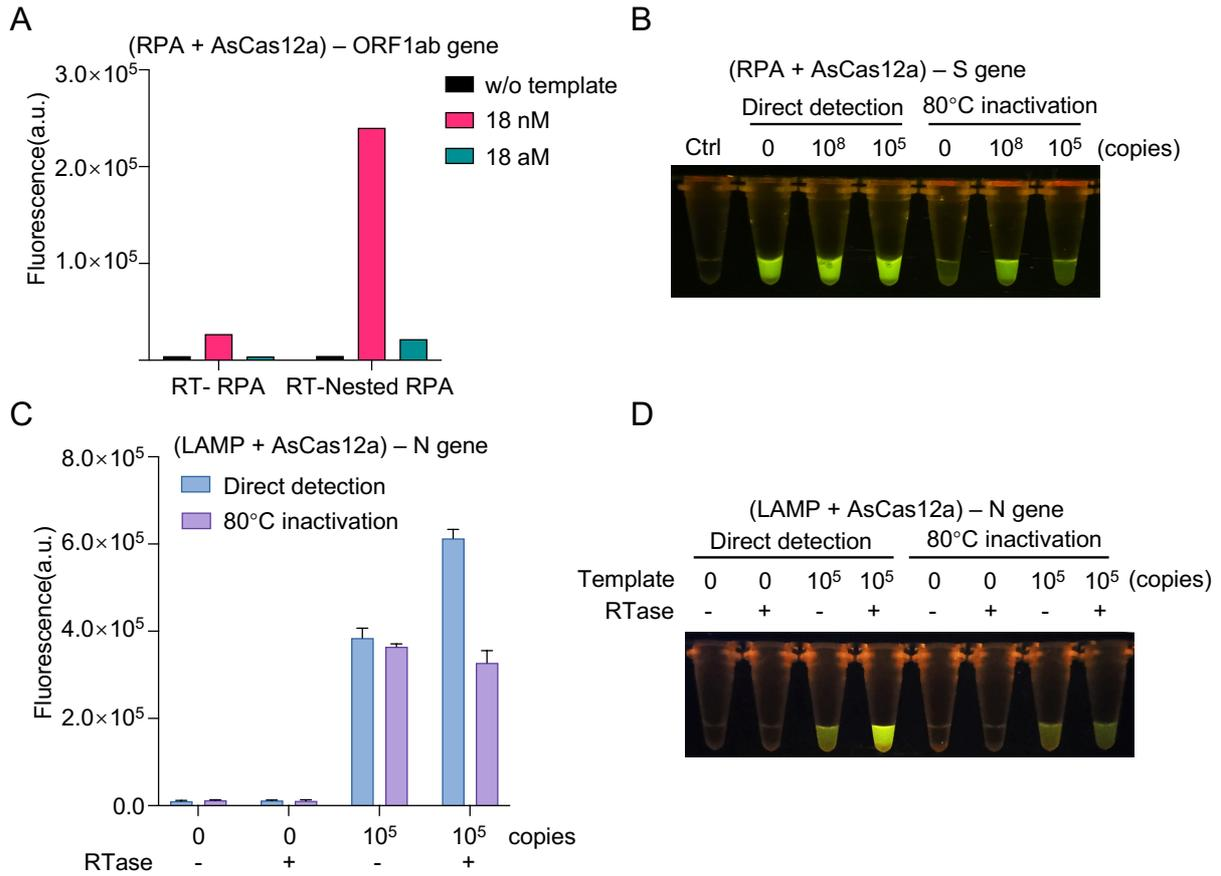 A
(RPA + AsCas12a) – ORF1ab gene
Fluorescence(a.u.)
3.0×10⁵
2.0×10⁵
1.0×10⁵
w/o template
18 nM
18 aM
RT- RPA RT-Nested RPA
B
(RPA + AsCas12a) – S gene
Direct detection 80°C inactivation
Ctrl 0 10⁸ 10⁵ 0 10⁸ 10⁵ (copies)
C
(LAMP + AsCas12a) – N gene
Fluorescence(a.u.)
8.0×10⁵
6.0×10⁵
4.0×10⁵
2.0×10⁵
0.0
Direct detection
80°C inactivation
0 0 10⁵ 10⁵ copies
RTase - + - +
D
(LAMP + AsCas12a) – N gene
Direct detection 80°C inactivation
Template 0 0 10⁵ 10⁵ 0 0 10⁵ 10⁵ (copies)
RTase - + - + - + - +